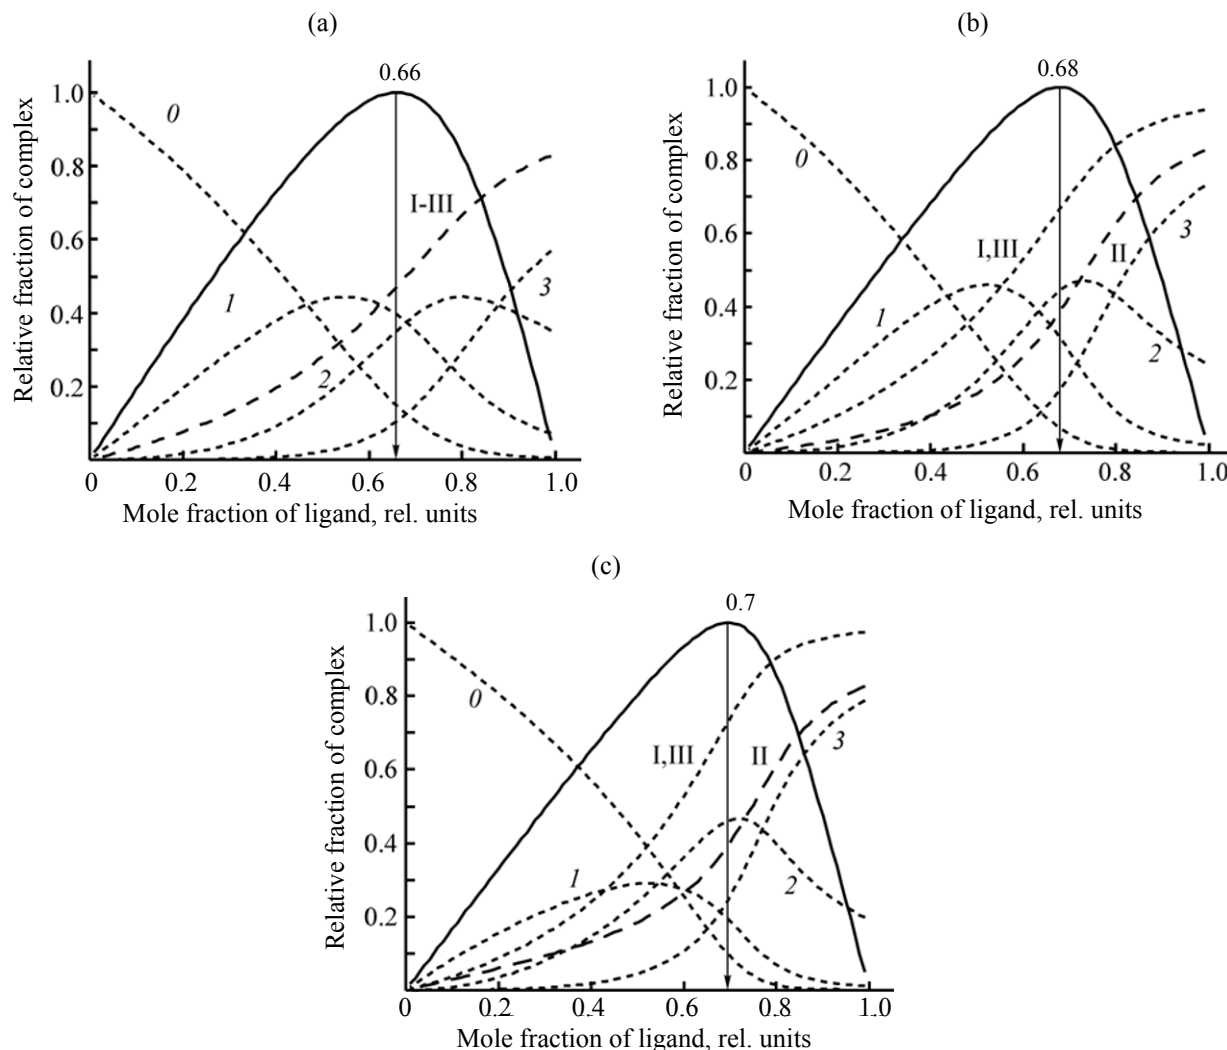 (a)
0.66
Relative fraction of complex
1.0
0.8
0.6
0.4
0.2
0
1
2
3
I-III
0 0.2 0.4 0.6 0.8 1.0
Mole fraction of ligand, rel. units
(b)
0.68
Relative fraction of complex
1.0
0.8
0.6
0.4
0.2
0
1
I,III
II
3
2
0 0.2 0.4 0.6 0.8 1.0
Mole fraction of ligand, rel. units
(c)
0.7
Relative fraction of complex
1.0
0.8
0.6
0.4
0.2
0
1
I,III
II
3
2
0 0.2 0.4 0.6 0.8 1.0
Mole fraction of ligand, rel. units